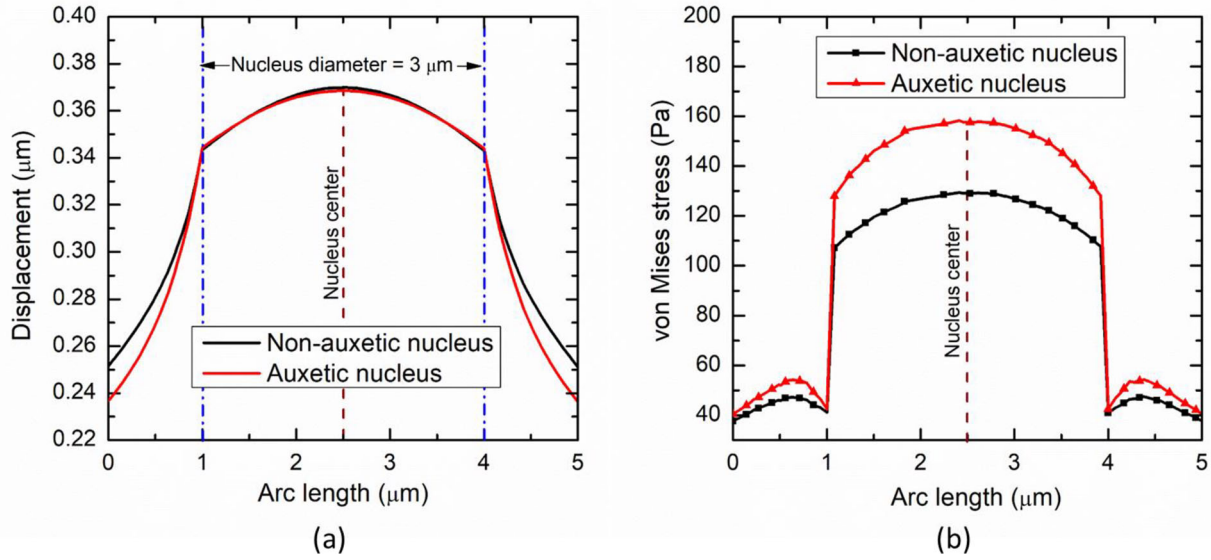 0.40
0.38
0.36
0.34
0.32
0.30
0.28
0.26
0.24
0.22
Displacement (μm)
Nucleus diameter = 3 μm
Nucleus center
Non-auxetic nucleus
Auxetic nucleus
0 1 2 3 4 5
Arc length (μm)
(a)
200
180
160
140
120
100
80
60
40
von Mises stress (Pa)
Non-auxetic nucleus
Auxetic nucleus
Nucleus center
0 1 2 3 4 5
Arc length (μm)
(b)